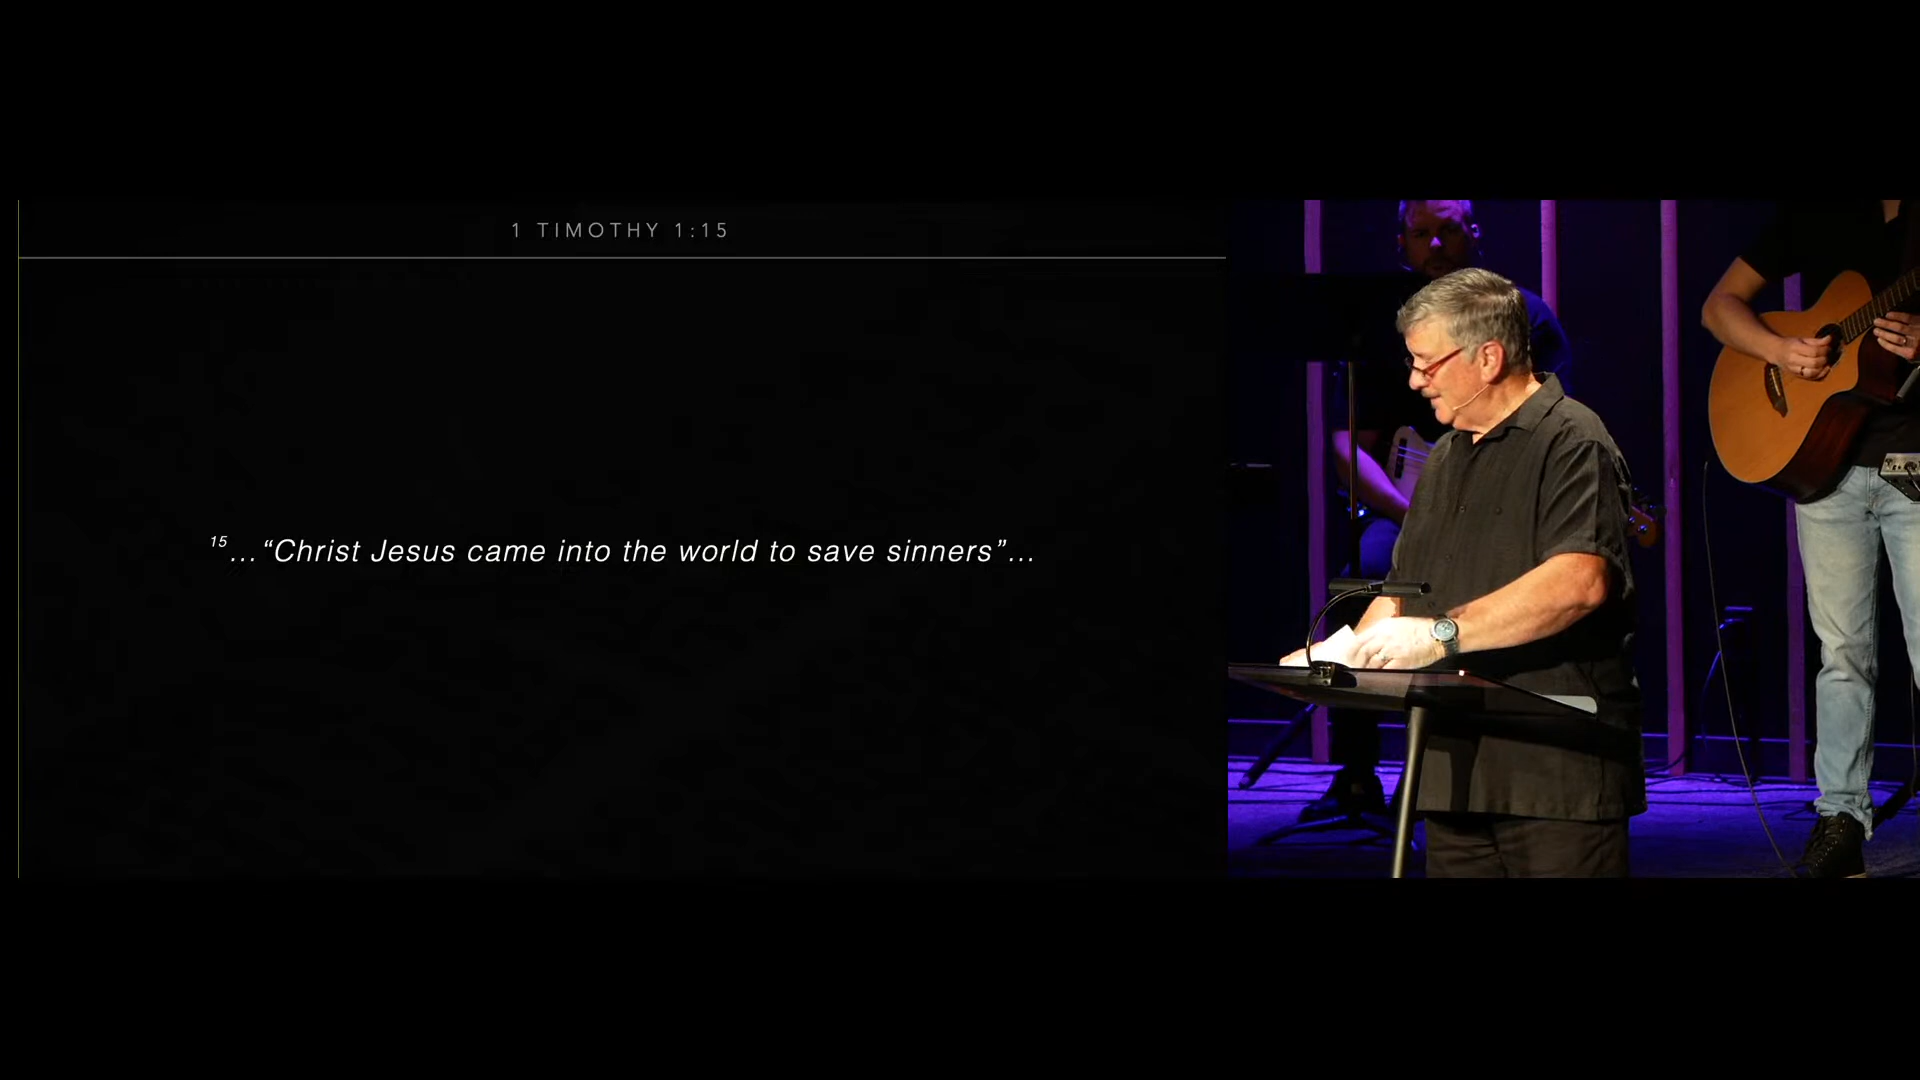 1 TIMOTHY 1:15
15... “Christ Jesus came into the world to save sinners”...